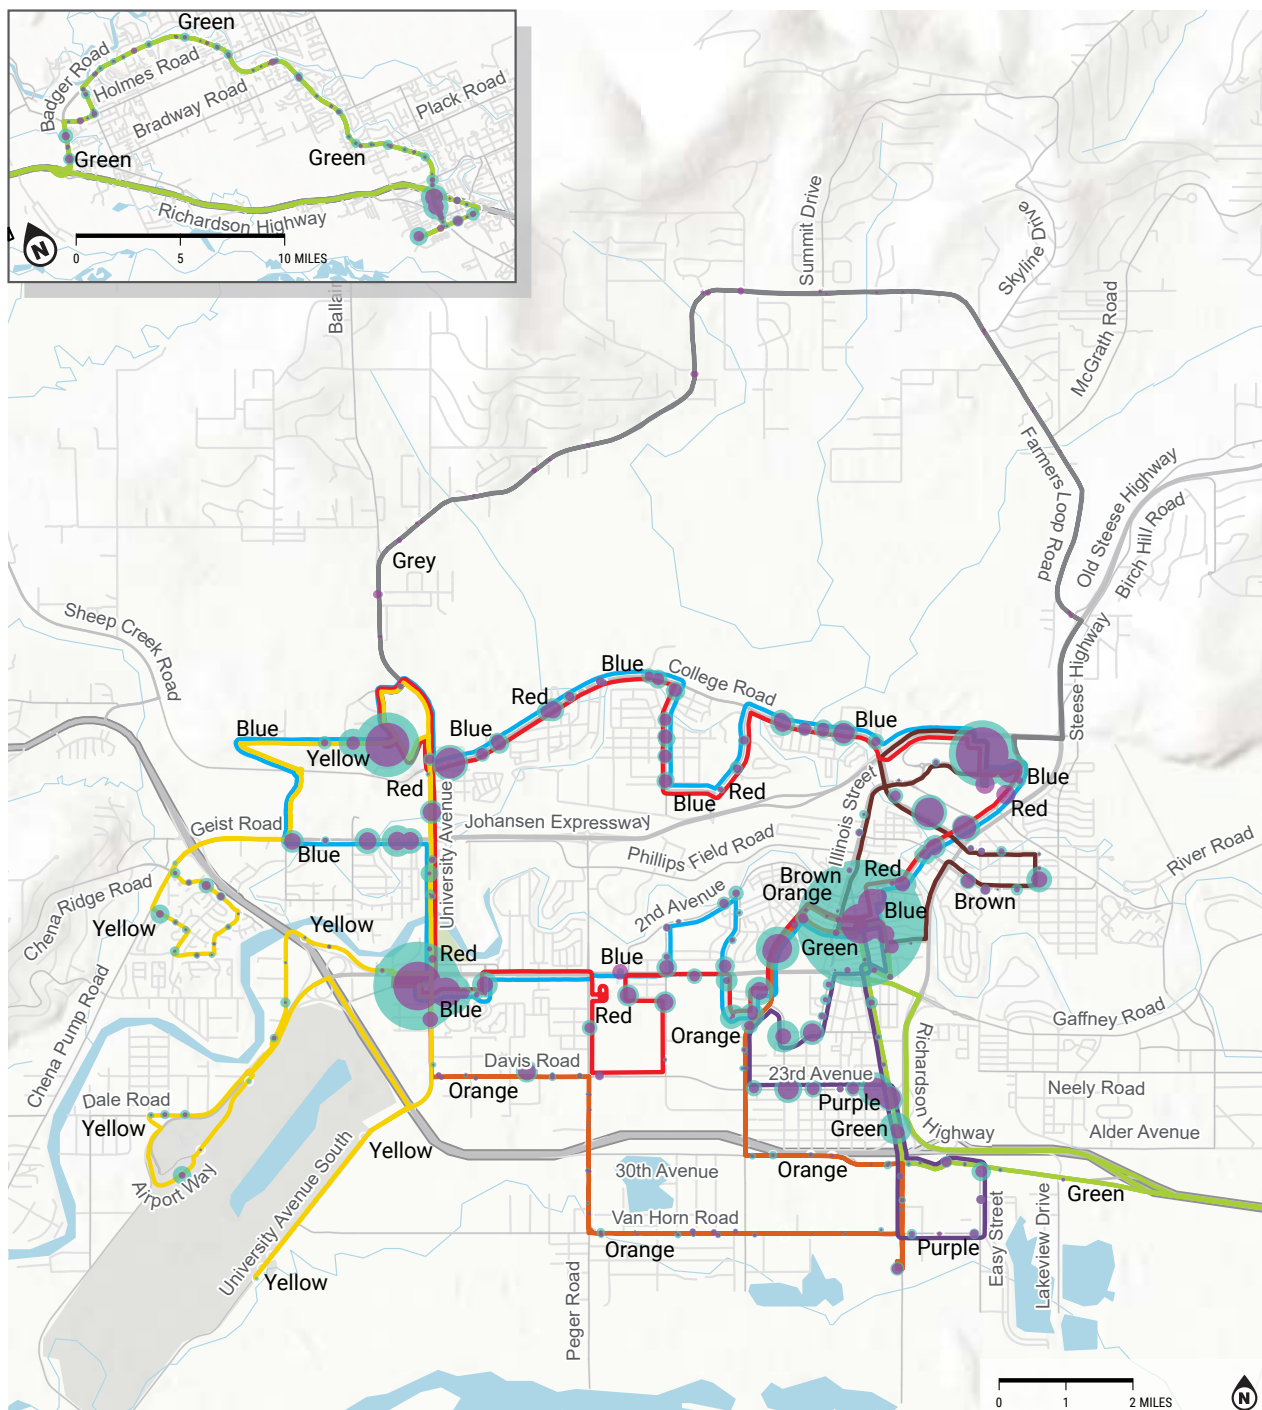 Green
Badger Road
Holmes Road
Bradway Road
Plack Road
Green
Green
Richardson Highway
N
0 5 10 MILES
Ballain
Summit Drive
Skyline Drive
McGrath Road
Farmers Loop Road
Old Steese Highway
Birch Hill Road
Grey
Sheep Creek Road
Steese Highway
Blue
College Road
Red
Blue
Blue
Blue
Yellow
Red
Blue
Red
Blue
Red
University Avenue
Geist Road
Johansen Expressway
Illinois Street
Blue
Phillips Field Road
River Road
Chena Ridge Road
Brown
Red
Orange
2nd Avenue
Blue
Brown
Yellow
Yellow
Green
Red
Blue
Chena Pump Road
Blue
Red
Orange
Gaffney Road
Richardson Highway
Davis Road
23rd Avenue
Neely Road
Orange
Dale Road
Purple
Yellow
Green
Alder Avenue
Yellow
30th Avenue
Orange
Airport Way
Green
University Avenue South
Van Horn Road
Orange
Purple
Easy Street
Lakeview Drive
Yellow
Peger Road
0 1 2 MILES
N